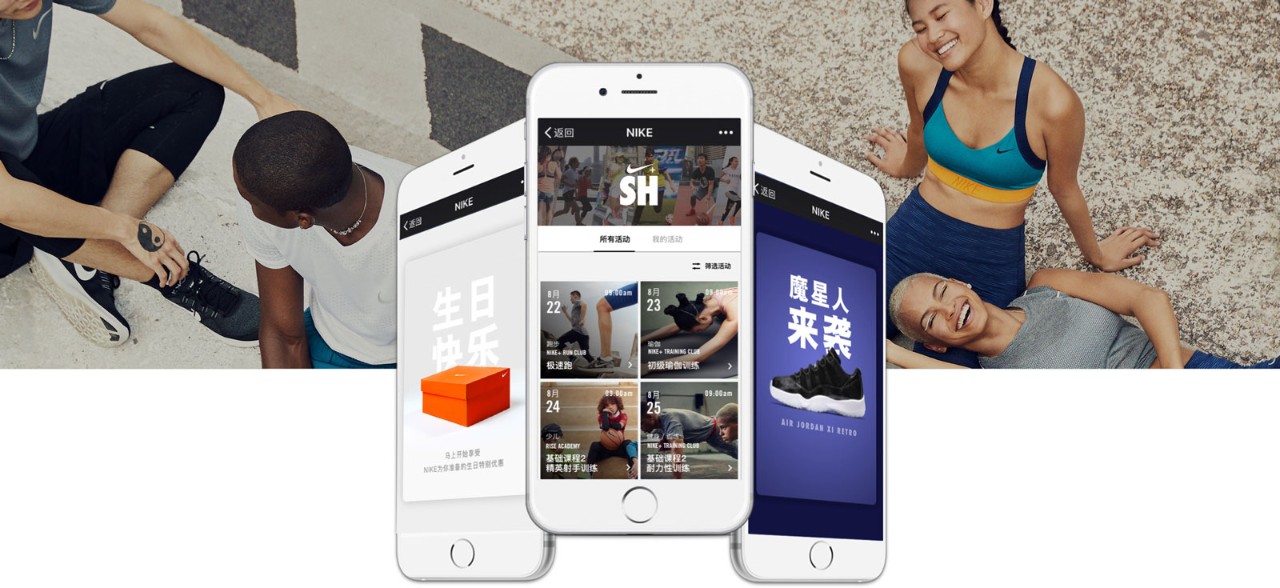 返回
NIKE
生日
快乐
马上开始享受
NIKE为你准备的生日特别优惠
返回
NIKE
•••
+
SH
所有活动
我的活动
筛选活动
8月
22
09:00am
跑步
NIKE+ RUN CLUB
极速跑
8月
23
09:00am
瑜伽
NIKE+ TRAINING CLUB
初级瑜伽训练
8月
24
09:00am
少儿
RISE ACADEMY
基础课程2
精英射手训练
8月
25
09:00am
NIKE+ TRAINING CLUB
基础课程2
耐力性训练
返回
NIKE
•••
魔星人
来袭
AIR JORDAN XI RETRO
NIKE